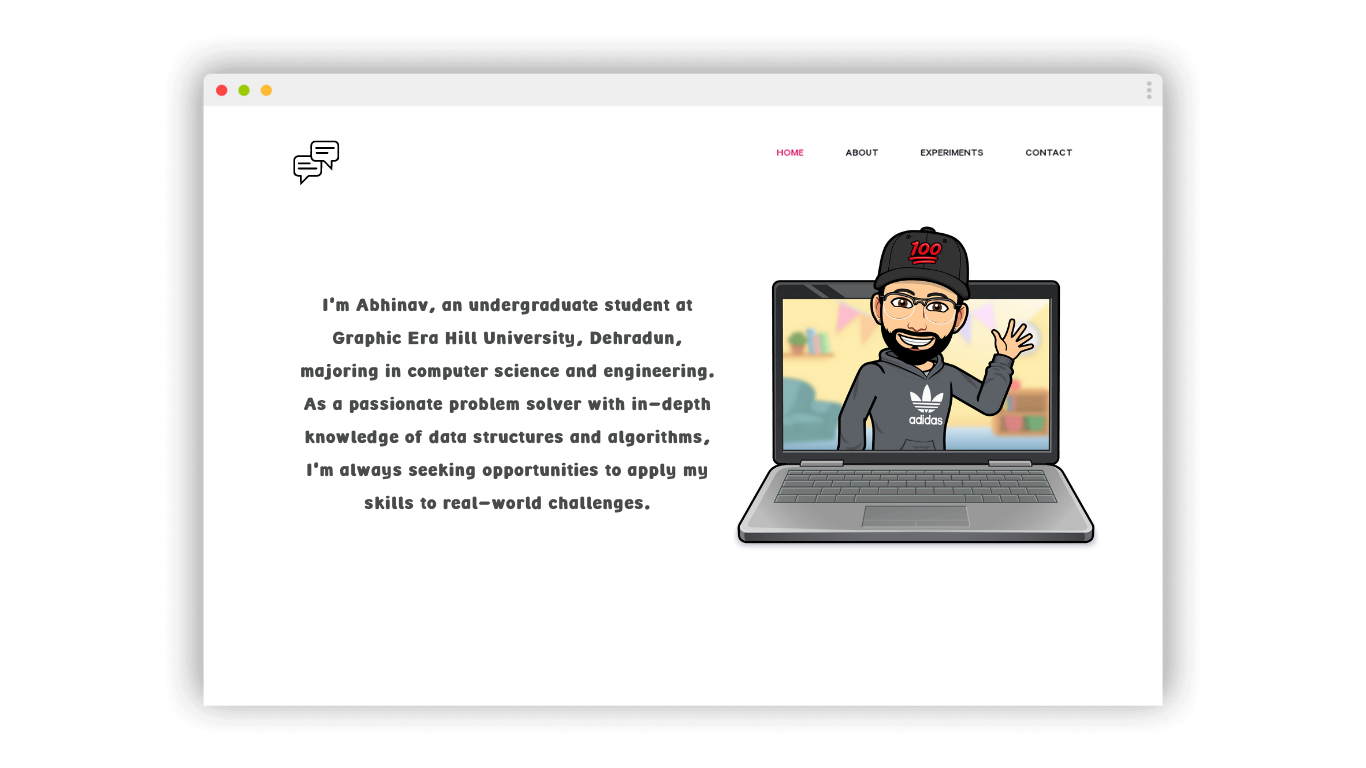 HOME ABOUT EXPERIMENTS CONTACT
100
I'm Abhinav, an undergraduate student at
Graphic Era Hill University, Dehradun,
majoring in computer science and engineering.
As a passionate problem solver with in-depth
knowledge of data structures and algorithms,
I'm always seeking opportunities to apply my
skills to real-world challenges.
adidas